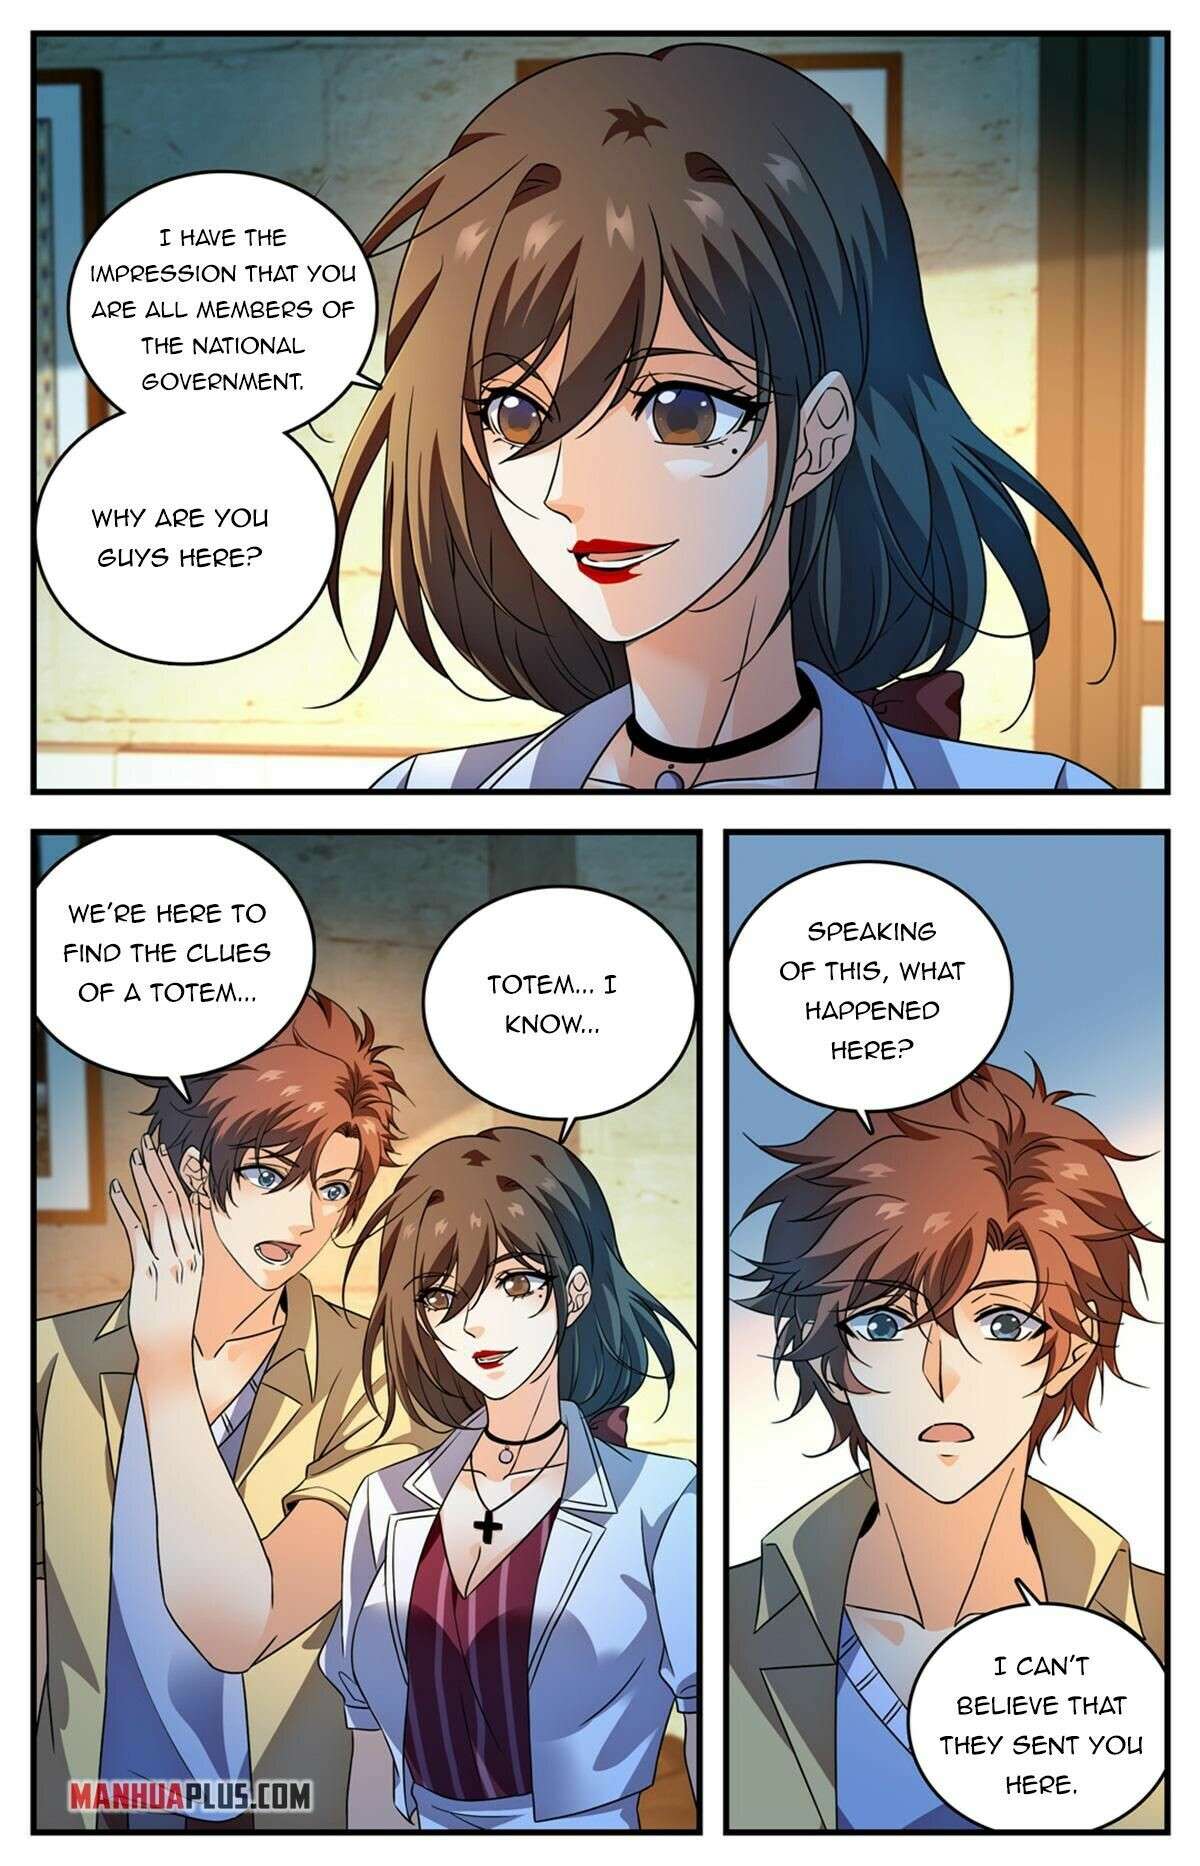 I HAVE THE
IMPRESSION THAT YOU
ARE ALL MEMBERS OF
THE NATIONAL
GOVERNMENT.
WHY ARE YOU
GUYS HERE?
WE'RE HERE TO
FIND THE CLUES
OF A TOTEM...
TOTEM... I
KNOW...
SPEAKING
OF THIS, WHAT
HAPPENED
HERE?
I CAN'T
BELIEVE THAT
THEY SENT YOU
HERE.
MANHUAPLUS.COM